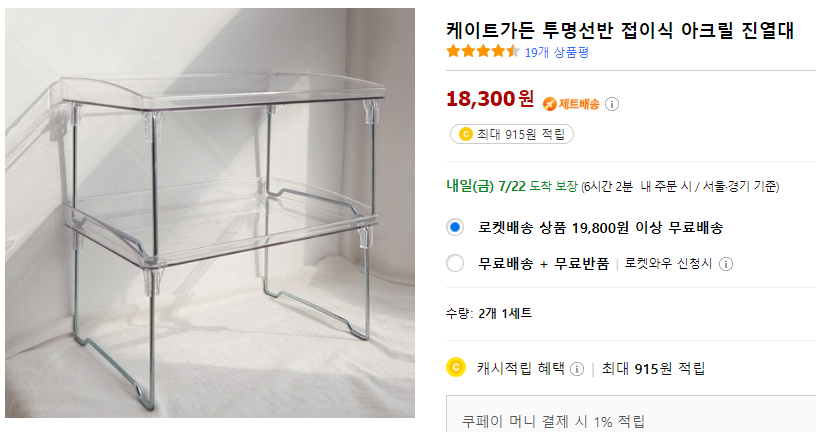 케이트가든 투명선반 접이식 아크릴 진열대
19개 상품평
18,300원 제트배송
C 최대 915원 적립
내일(금) 7/22 도착 보장 (6시간 2분 내 주문 시 / 서울·경기 기준)
로켓배송 상품 19,800원 이상 무료배송
무료배송 + 무료반품 | 로켓와우 신청시
수량: 2개 1세트
C 캐시적립 혜택 | 최대 915원 적립
쿠페이 머니 결제 시 1% 적립